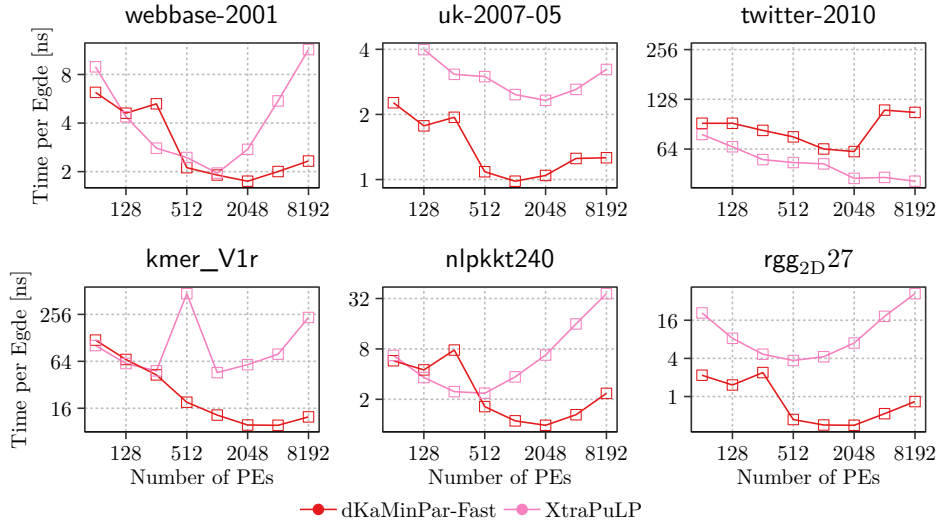 webbase-2001
uk-2007-05
twitter-2010
Time per Egde [ns]
8
4
2
128 512 2048 8192
4
2
1
128 512 2048 8192
256
128
64
128 512 2048 8192
kmer_V1r
nlpkkt240
rgg2D27
Time per Egde [ns]
256
64
16
128 512 2048 8192
Number of PEs
32
8
2
128 512 2048 8192
Number of PEs
16
4
1
128 512 2048 8192
Number of PEs
dKaMinPar-Fast XtraPuLP